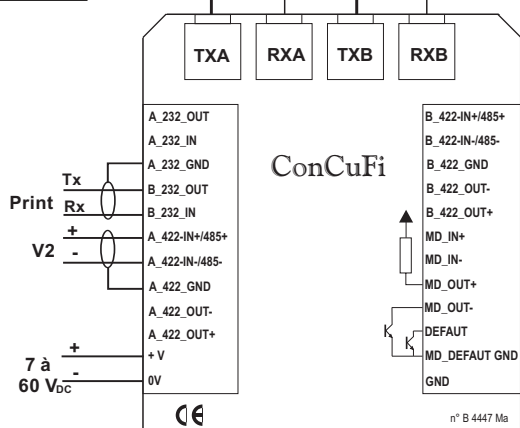 TXA RXA TXB RXB
A_232_OUT
A_232_IN
A_232_GND
B_232_OUT
B_232_IN
A_422-IN+/485+
A_422-IN-/485-
A_422_GND
A_422_OUT-
A_422_OUT+
+ V
0V
Tx
Print Rx
+
V2
-
+
7 à
-
60 VDC
ConCuFi
B_422-IN+/485+
B_422-IN-/485-
B_422_GND
B_422_OUT-
B_422_OUT+
MD_IN+
MD_IN-
MD_OUT+
MD_OUT-
DEFAUT
MD_DEFAUT GND
GND
CE
n° B 4447 Ma